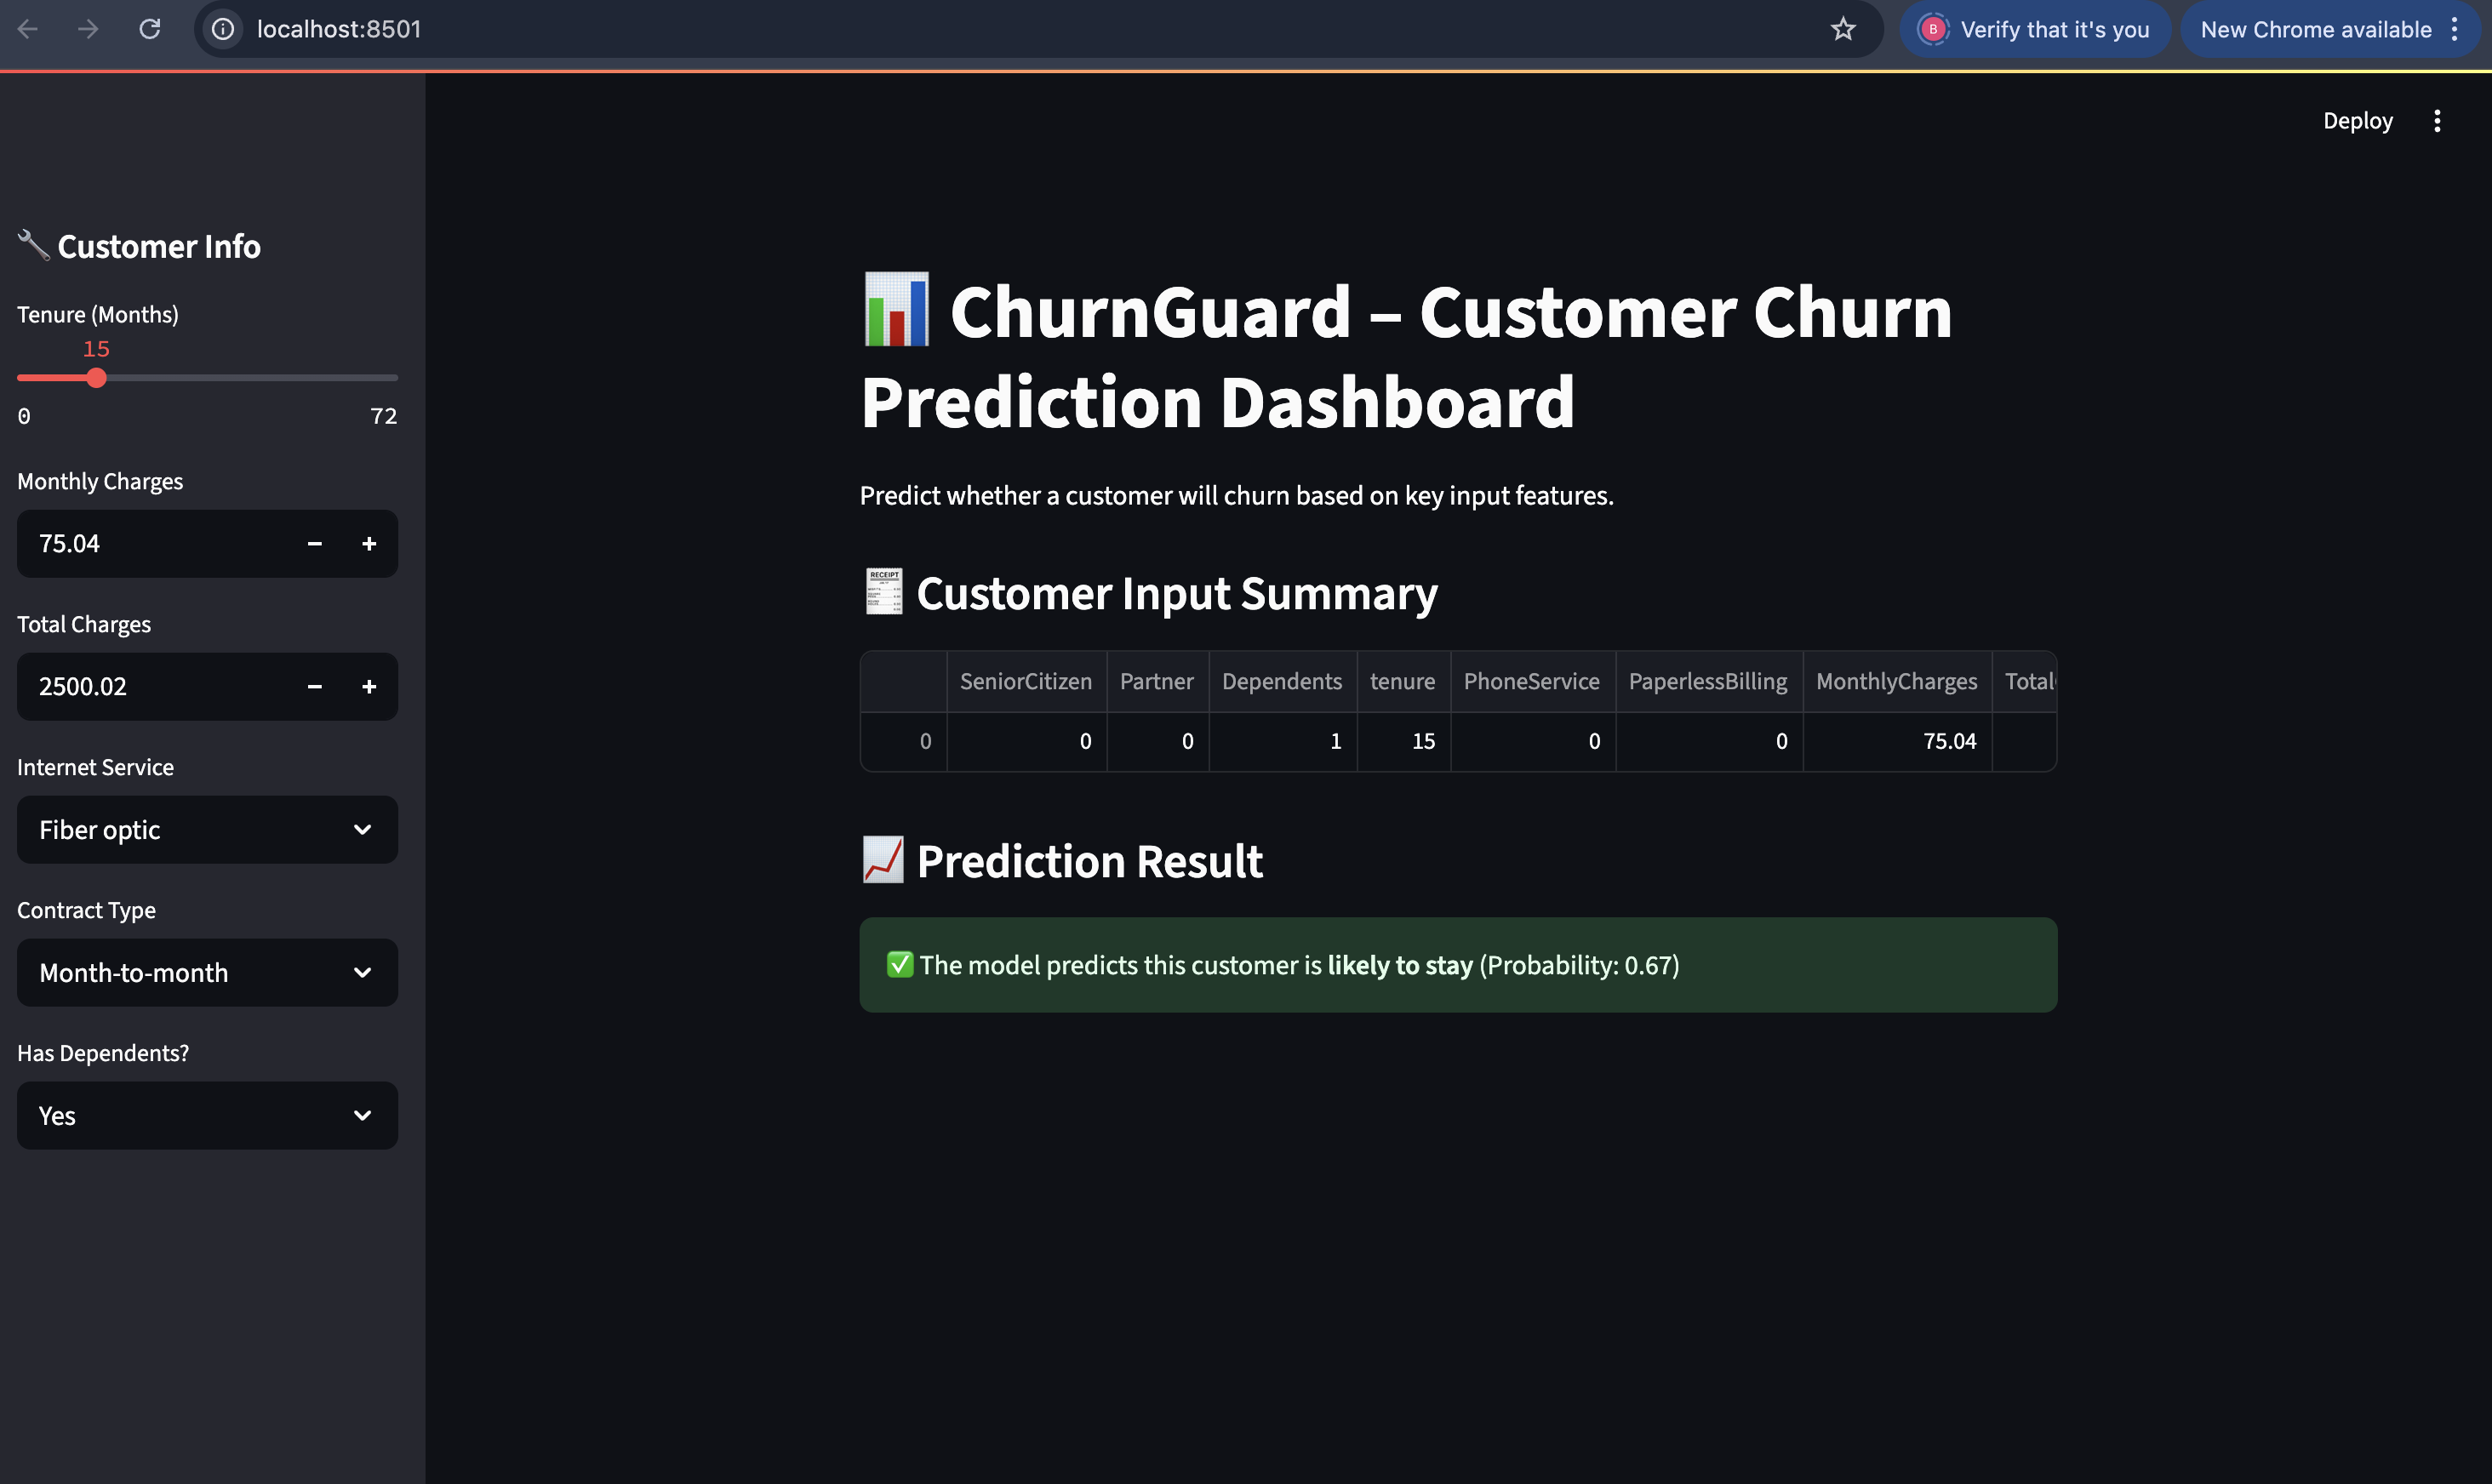 localhost:8501
B
Verify that it's you
New Chrome available
Deploy
Customer Info
Tenure (Months)
15
0 72
Monthly Charges
75.04
Total Charges
2500.02
Internet Service
Fiber optic
Contract Type
Month-to-month
Has Dependents?
Yes
ChurnGuard – Customer Churn
Prediction Dashboard
Predict whether a customer will churn based on key input features.
RECEIPT
Customer Input Summary
SeniorCitizen Partner Dependents tenure PhoneService PaperlessBilling MonthlyCharges Total
0 0 0 1 15 0 0 75.04
Prediction Result
The model predicts this customer is likely to stay (Probability: 0.67)